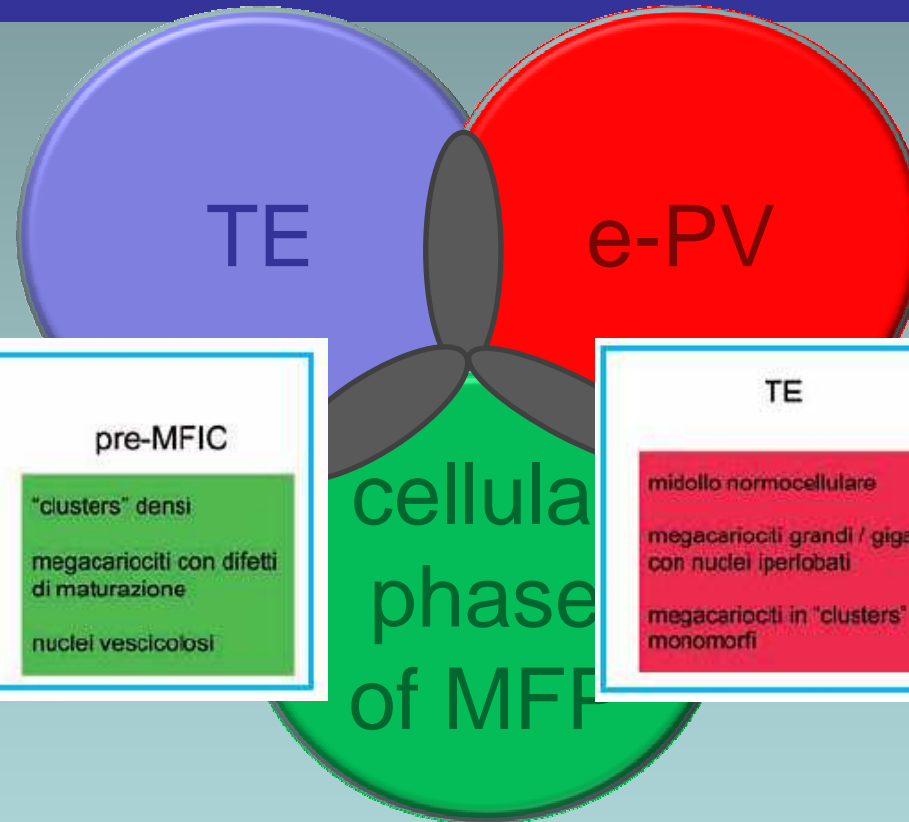 TE
e-PV
pre-MFIC
"clusters" densi
megacariociti con difetti
di maturazione
nuclei vescicolosi
cellula
phase
of MFP
TE
midollo normocellulare
megacariociti grandi / giga
con nuclei iperlobati
megacariociti in "clusters"
monomorfi